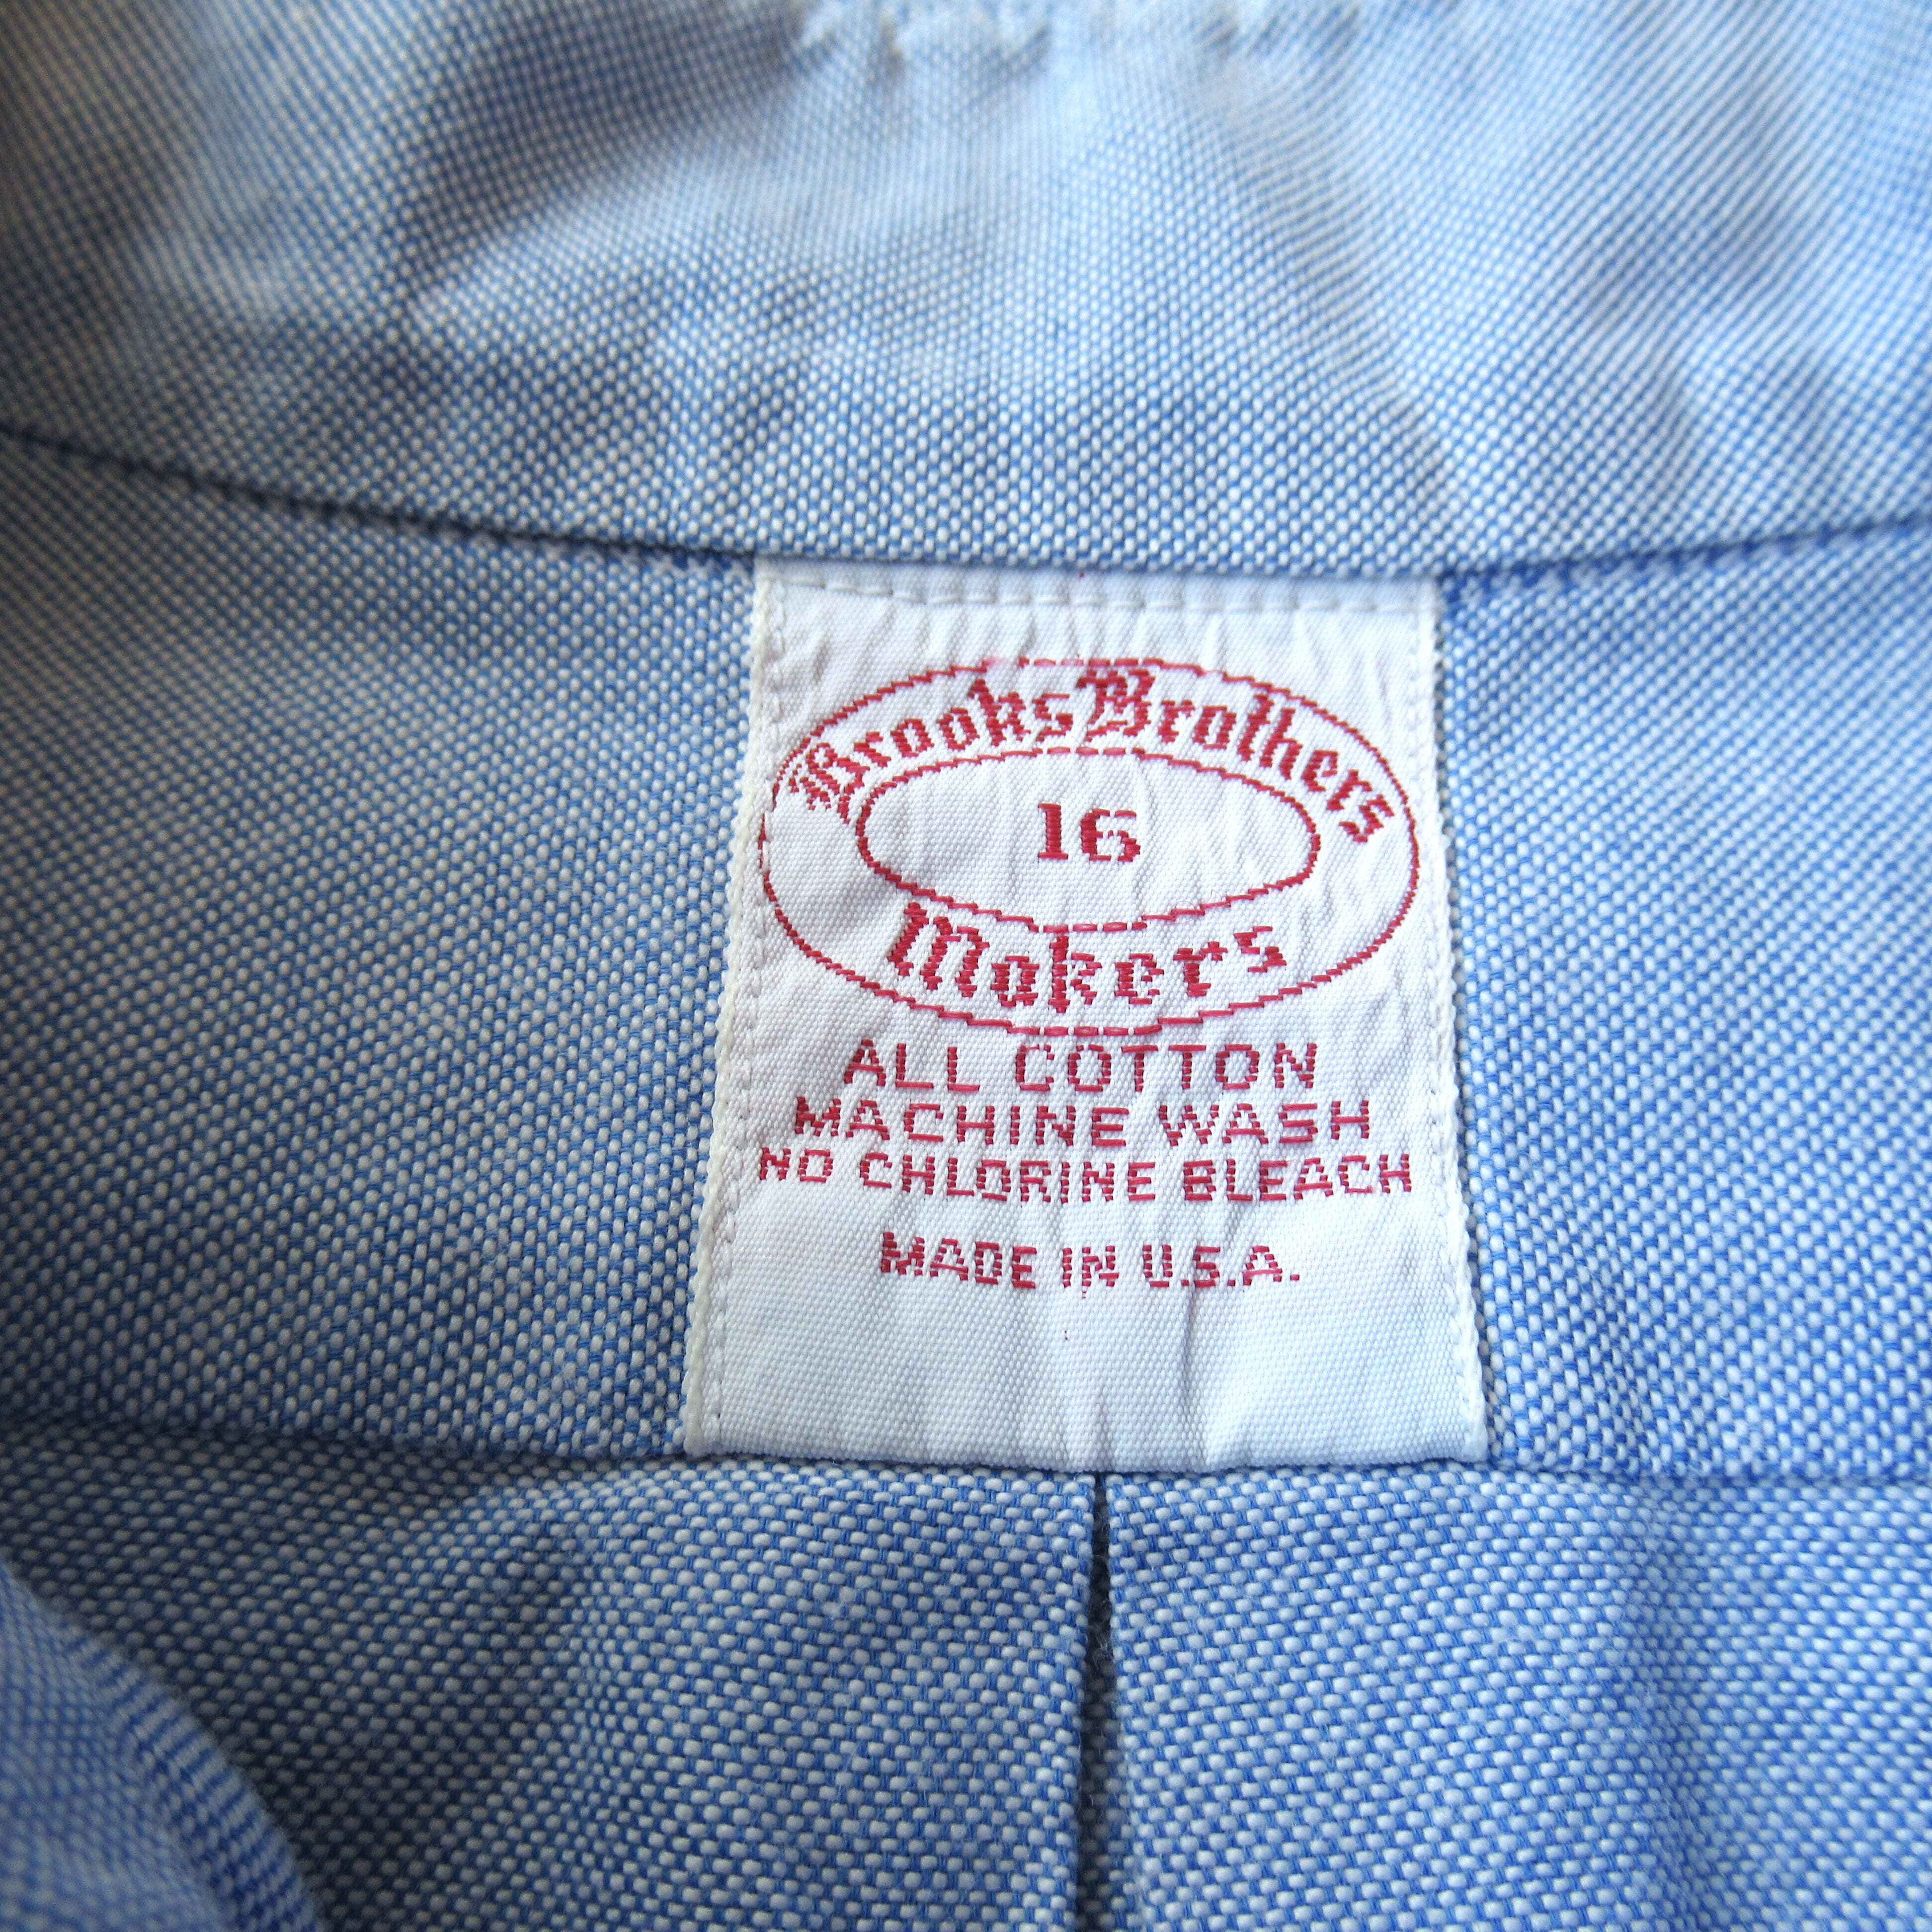 Brooks Brothers
16
Makers
ALL COTTON
MACHINE WASH
NO CHLORINE BLEACH
MADE IN U.S.A.